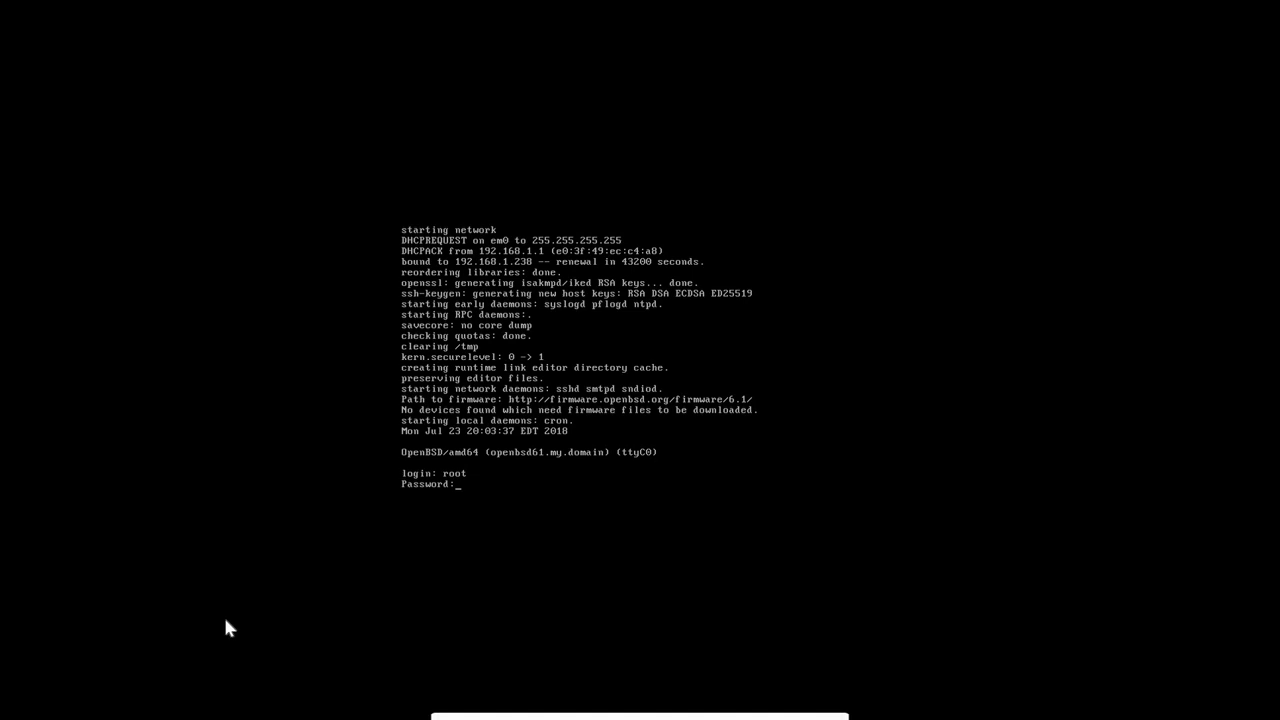 starting network
DHCPREQUEST on em0 to 255.255.255.255
DHCPACK from 192.168.1.1 (e0:3f:49:ec:c4:a8)
bound to 192.168.1.238 -- renewal in 43200 seconds.
reordering libraries: done.
openssl: generating isakmpd/iked RSA keys... done.
ssh-keygen: generating new host keys: RSA DSA ECDSA ED25519
starting early daemons: syslogd pflogd ntpd.
starting RPC daemons:.
savecore: no core dump
checking quotas: done.
clearing /tmp
kern.securelevel: 0 -> 1
creating runtime link editor directory cache.
preserving editor files.
starting network daemons: sshd smtpd sndiod.
Path to firmware: http://firmware.openbsd.org/firmware/6.1/
No devices found which need firmware files to be downloaded.
starting local daemons: cron.
Mon Jul 23 20:03:37 EDT 2018
OpenBSD/amd64 (openbsd61.my.domain) (ttyC0)
login: root
Password:_